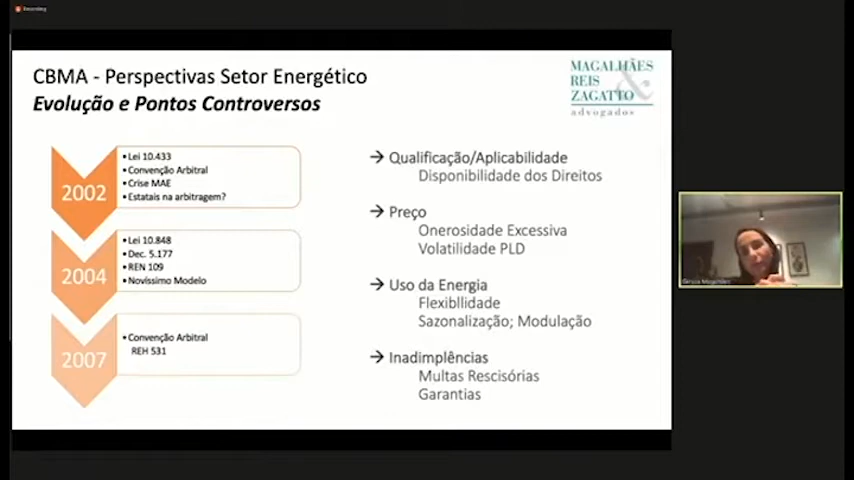 Recording
CBMA - Perspectivas Setor Energético
Evolução e Pontos Controversos
MAGALHÃES
REIS &
ZAGATTO
advogados
2002
• Lei 10.433
• Convenção Arbitral
• Crise MAE
• Estatais na arbitragem?
2004
• Lei 10.848
• Dec. 5.177
• REN 109
• Novíssimo Modelo
2007
• Convenção Arbitral
REH 531
→ Qualificação/Aplicabilidade
Disponibilidade dos Direitos
→ Preço
Onerosidade Excessiva
Volatilidade PLD
→ Uso da Energia
Flexibllidade
Sazonalização; Modulação
→ Inadimplências
Multas Rescisórias
Garantias